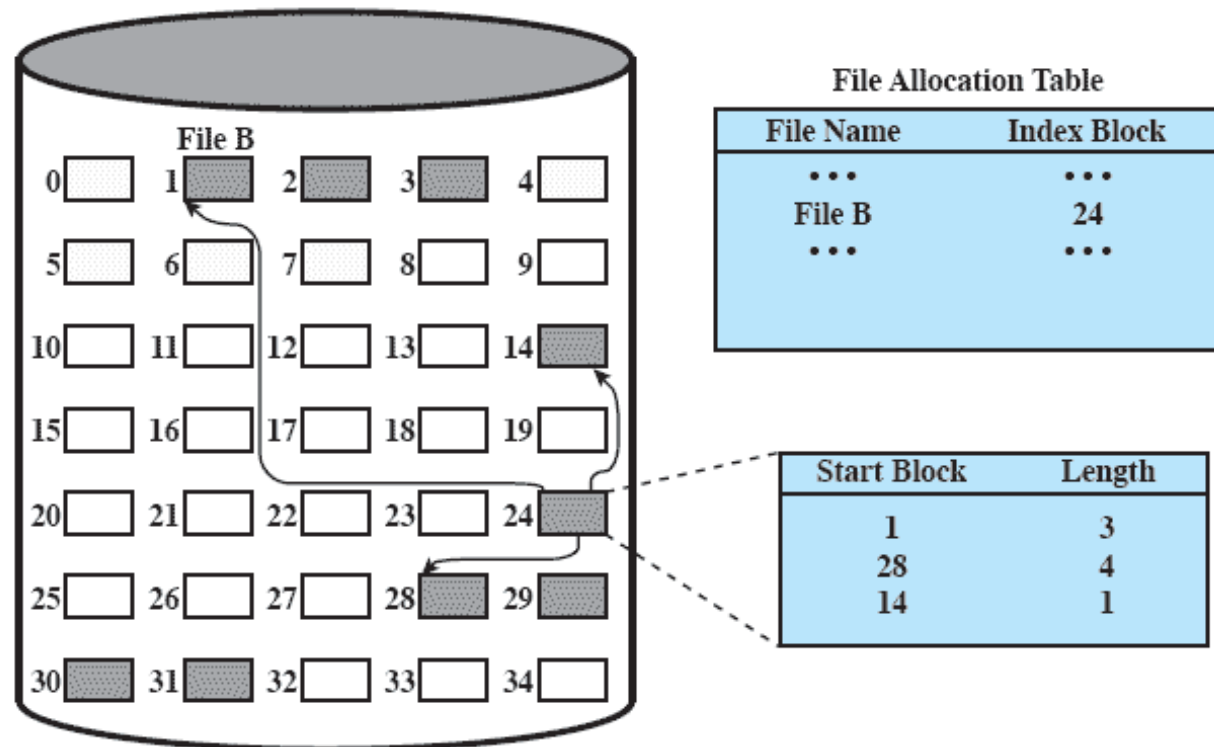 File B
0 1 2 3 4
5 6 7 8 9
10 11 12 13 14
15 16 17 18 19
20 21 22 23 24
25 26 27 28 29
30 31 32 33 34
File Allocation Table
File Name Index Block
• • • • • •
File B 24
• • • • • •
Start Block Length
1 3
28 4
14 1